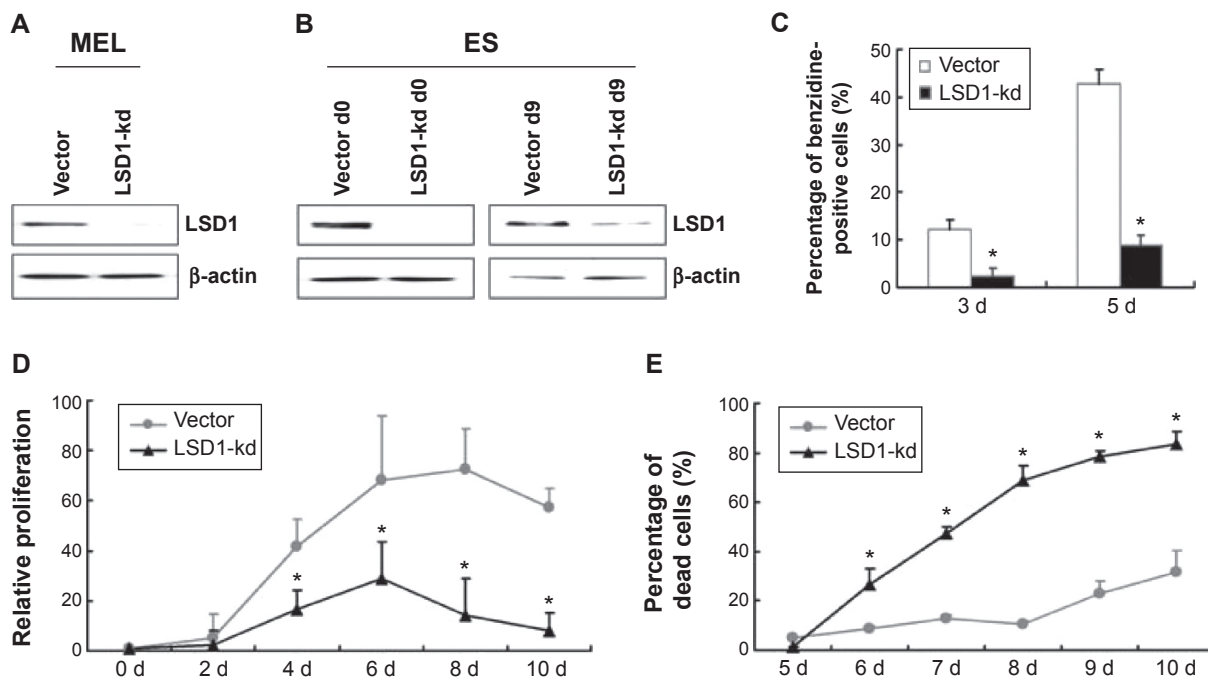 A
MEL
Vector
LSD1-kd
LSD1
β-actin
B
ES
Vector d0
LSD1-kd d0
Vector d9
LSD1-kd d9
LSD1
β-actin
C
Percentage of benzidine-
positive cells (%)
50
40
30
20
10
0
Vector
LSD1-kd
*
*
3 d
5 d
D
Relative proliferation
100
80
60
40
20
0
Vector
LSD1-kd
*
*
*
*
0 d
2 d
4 d
6 d
8 d
10 d
E
Percentage of
dead cells (%)
100
80
60
40
20
0
Vector
LSD1-kd
*
*
*
*
*
5 d
6 d
7 d
8 d
9 d
10 d